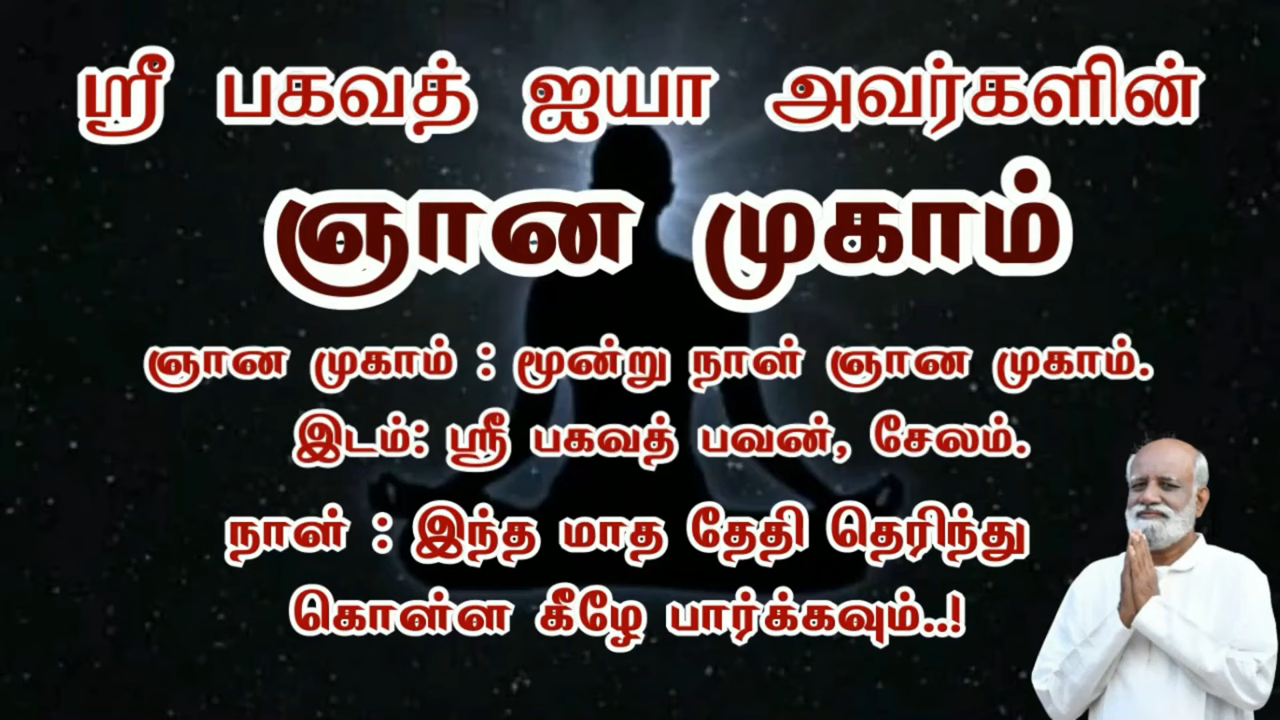 ஸ்ரீ பகவத் ஐயா அவர்களின்
ஞான முகாம்
ஞான முகாம் : மூன்று நாள் ஞான முகாம்.
இடம்: ஸ்ரீ பகவத் பவன், சேலம்.
நாள் : இந்த மாத தேதி தெரிந்து
கொள்ள கீழே பார்க்கவும்..!